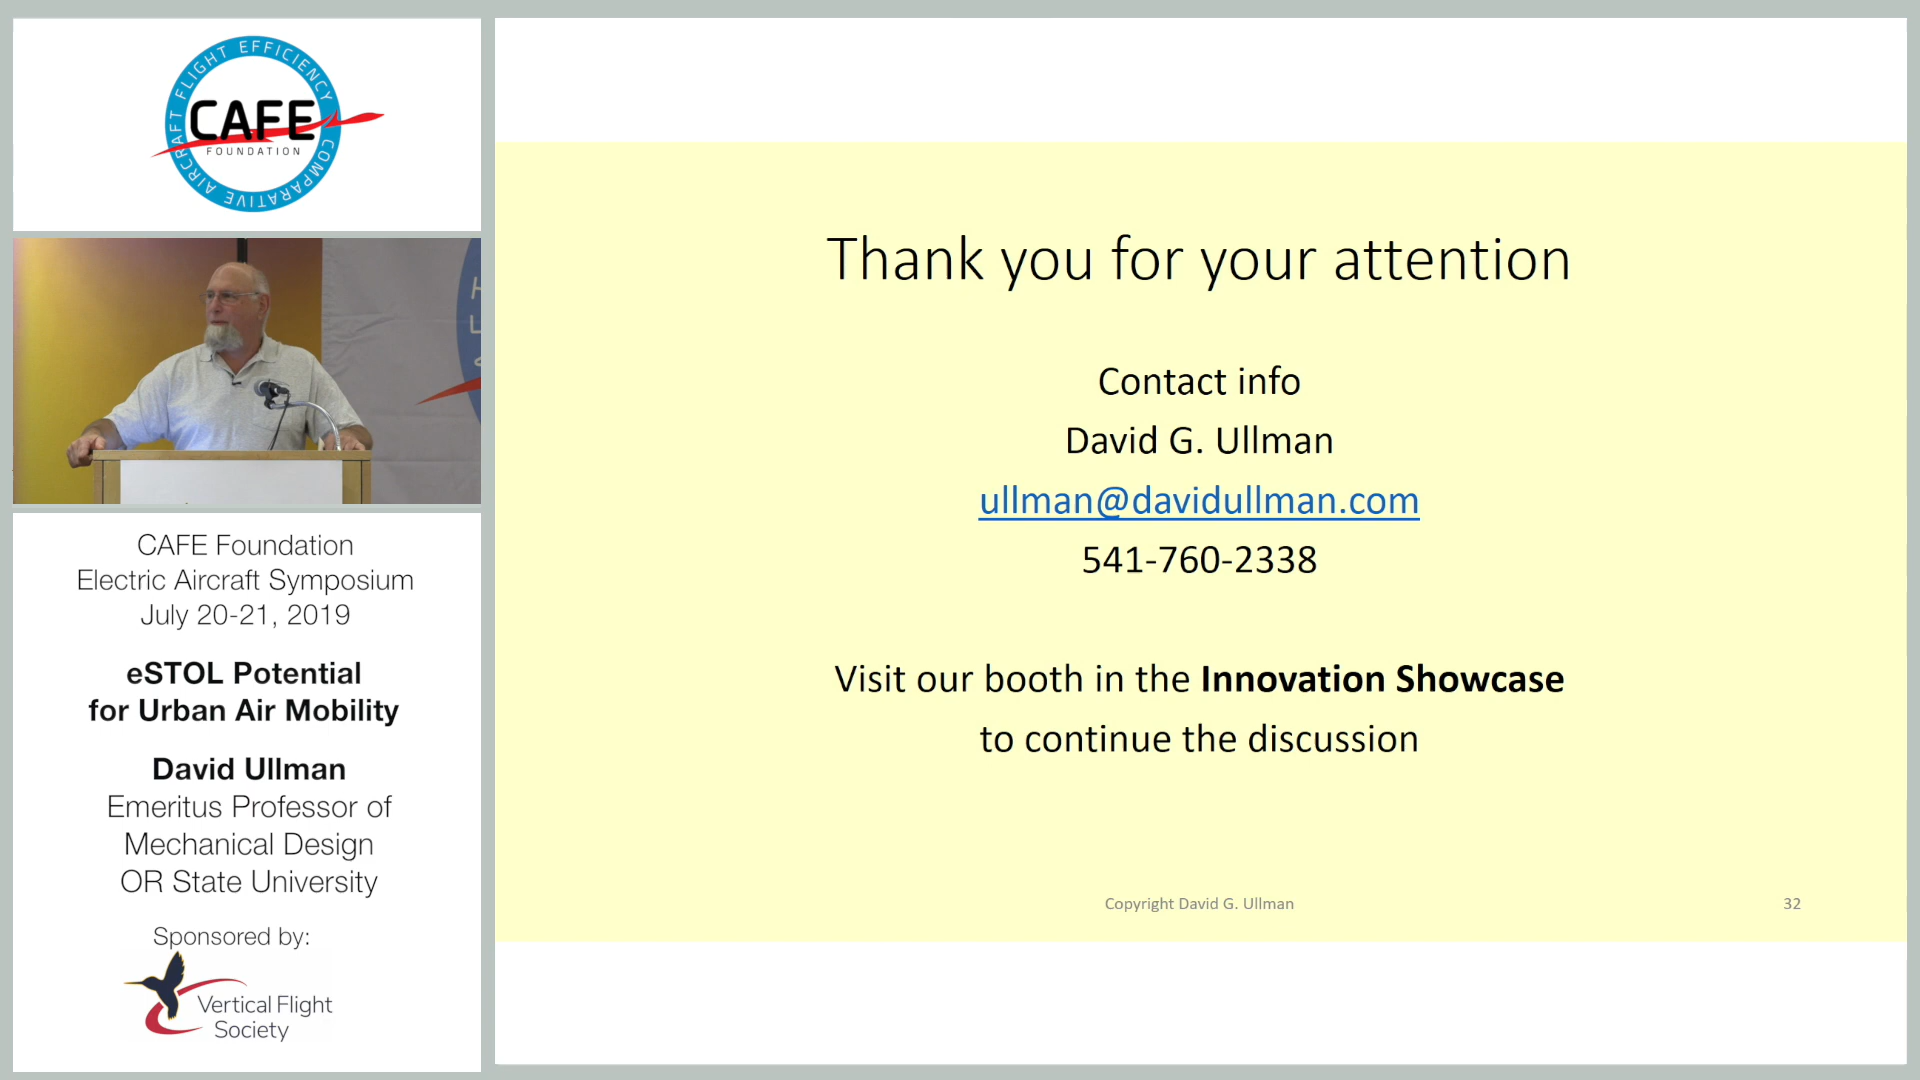 AIRCRAFT FLIGHT EFFICIENCY
CAFE
FOUNDATION
COMPARATIVE
CAFE Foundation
Electric Aircraft Symposium
July 20-21, 2019
eSTOL Potential
for Urban Air Mobility
David Ullman
Emeritus Professor of
Mechanical Design
OR State University
Sponsored by:
Vertical Flight
Society
Thank you for your attention
Contact info
David G. Ullman
ullman@davidullman.com
541-760-2338
Visit our booth in the Innovation Showcase
to continue the discussion
Copyright David G. Ullman
32